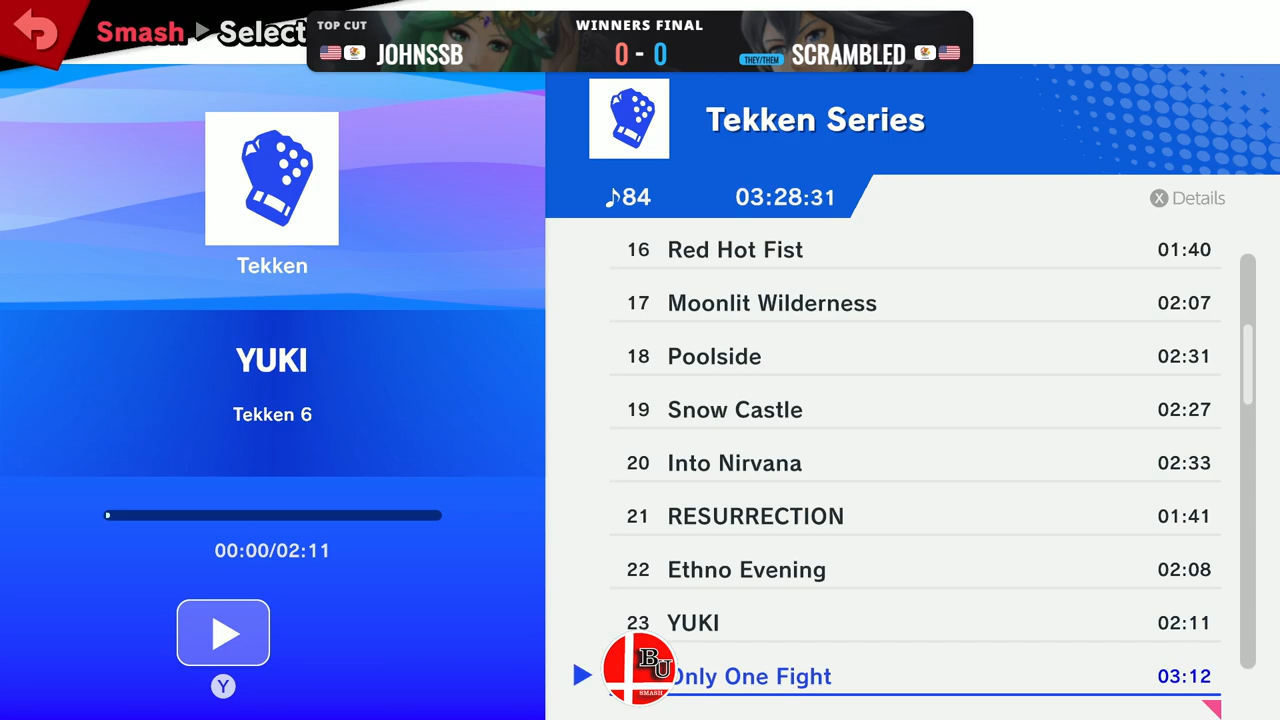 Smash ▶ Select
TOP CUT
WINNERS FINAL
JOHNSSB
0 - 0
THEY/THEM
SCRAMBLED
Tekken Series
♪84
03:28:31
X Details
Tekken
YUKI
Tekken 6
00:00/02:11
Y
16 Red Hot Fist 01:40
17 Moonlit Wilderness 02:07
18 Poolside 02:31
19 Snow Castle 02:27
20 Into Nirvana 02:33
21 RESURRECTION 01:41
22 Ethno Evening 02:08
23 YUKI 02:11
Only One Fight 03:12
BU
SMASH